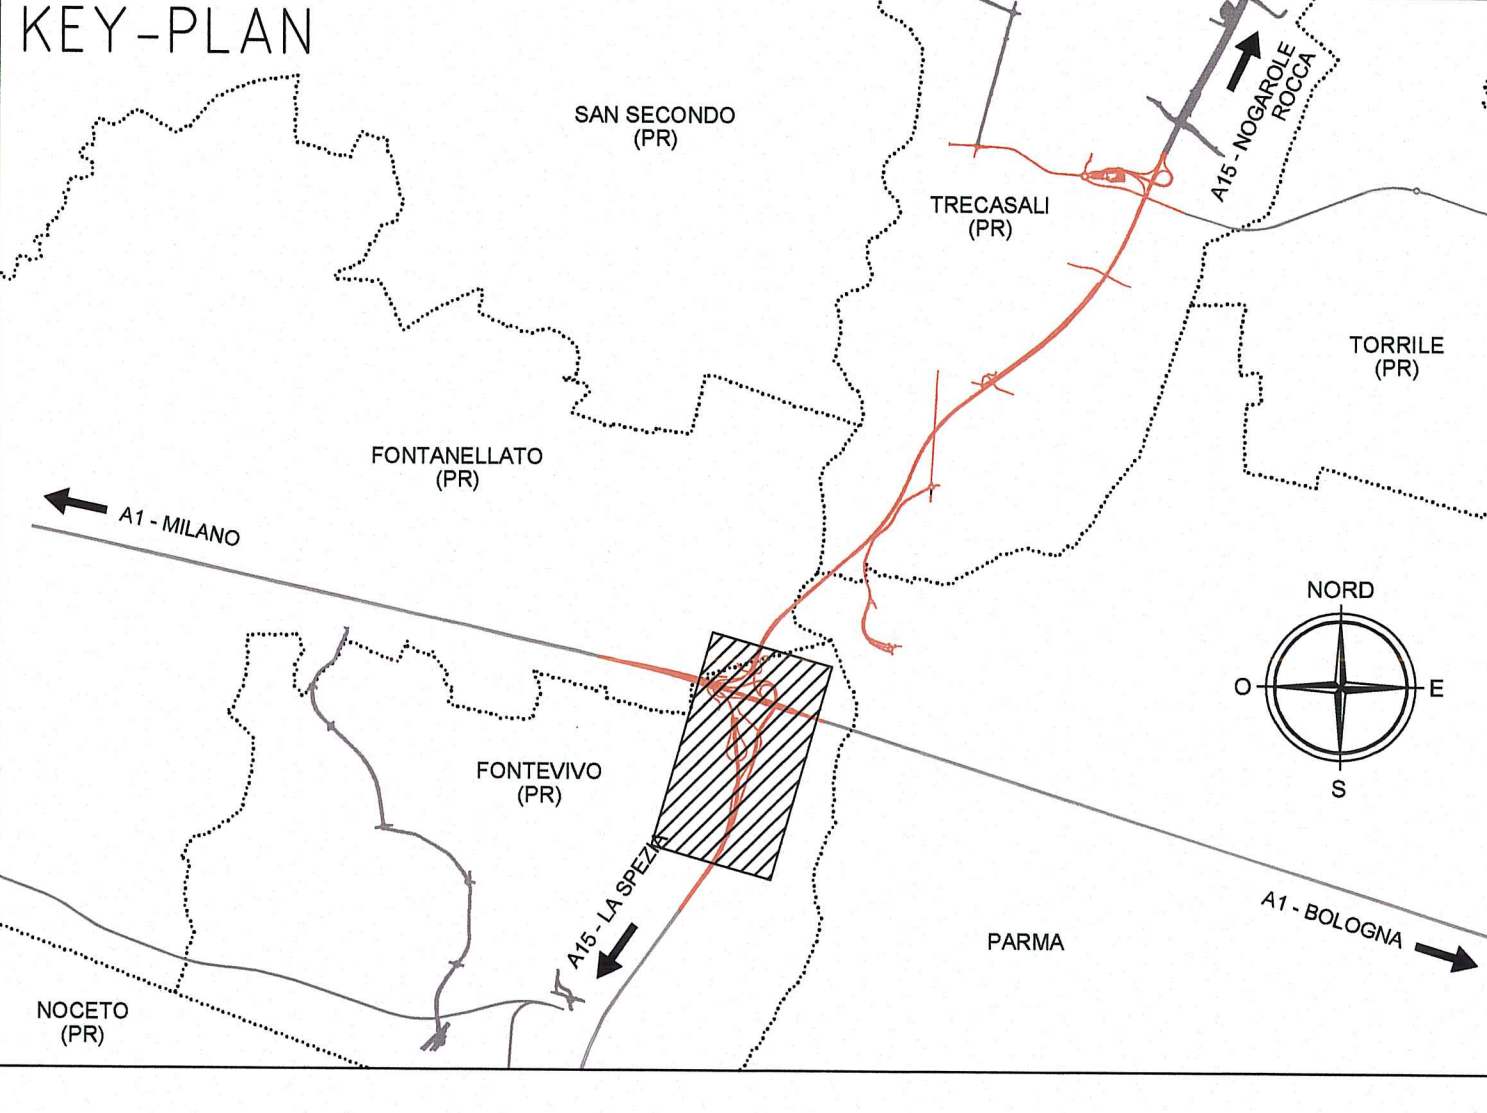 KEY-PLAN
SAN SECONDO
(PR)
A15 - NOGAROLE
ROCCA
TRECASALI
(PR)
TORRILE
(PR)
FONTANELLATO
(PR)
A1 - MILANO
NORD
O
E
S
FONTEVIVO
(PR)
A15 - LA SPEZIA
A1 - BOLOGNA
PARMA
NOCETO
(PR)